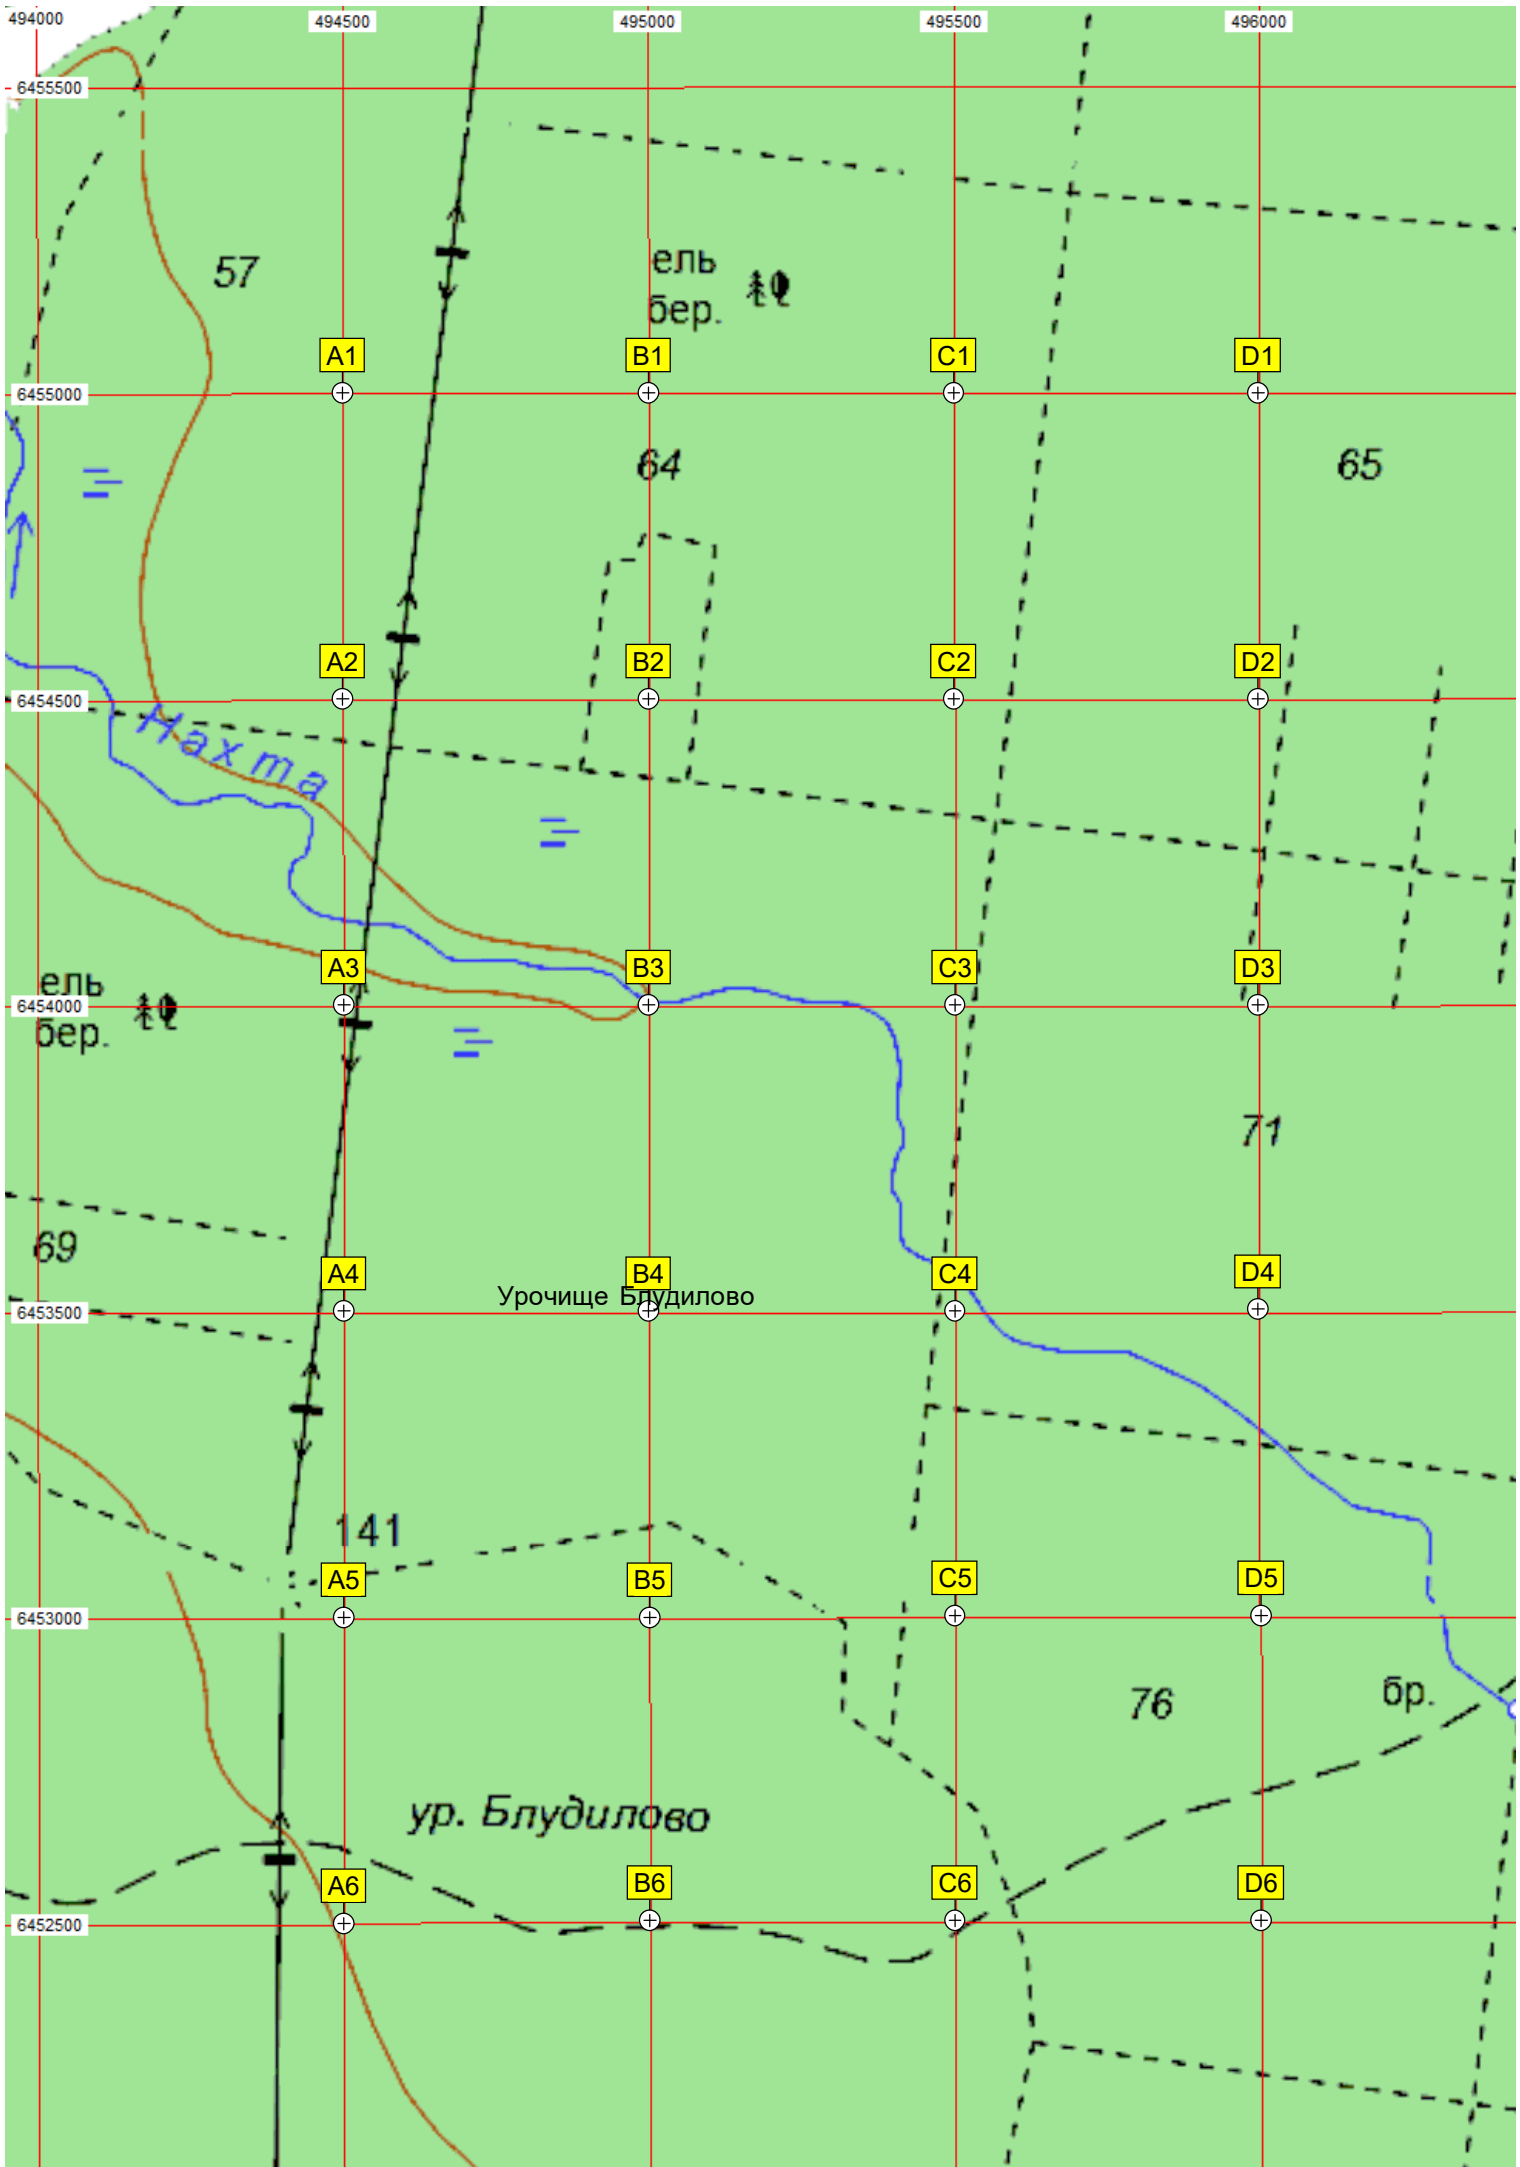 494000 494500 495000 495500 496000
6455500
57
ель
бер.
A1 B1 C1 D1
6455000
64 65
A2 B2 C2 D2
6454500
Нахта
A3 B3 C3 D3
ель
6454000
бер.
71
69
A4 B4 C4 D4
Урочище Блудилово
6453500
141
A5 B5 C5 D5
6453000
76 бр.
ур. Блудилово
A6 B6 C6 D6
6452500